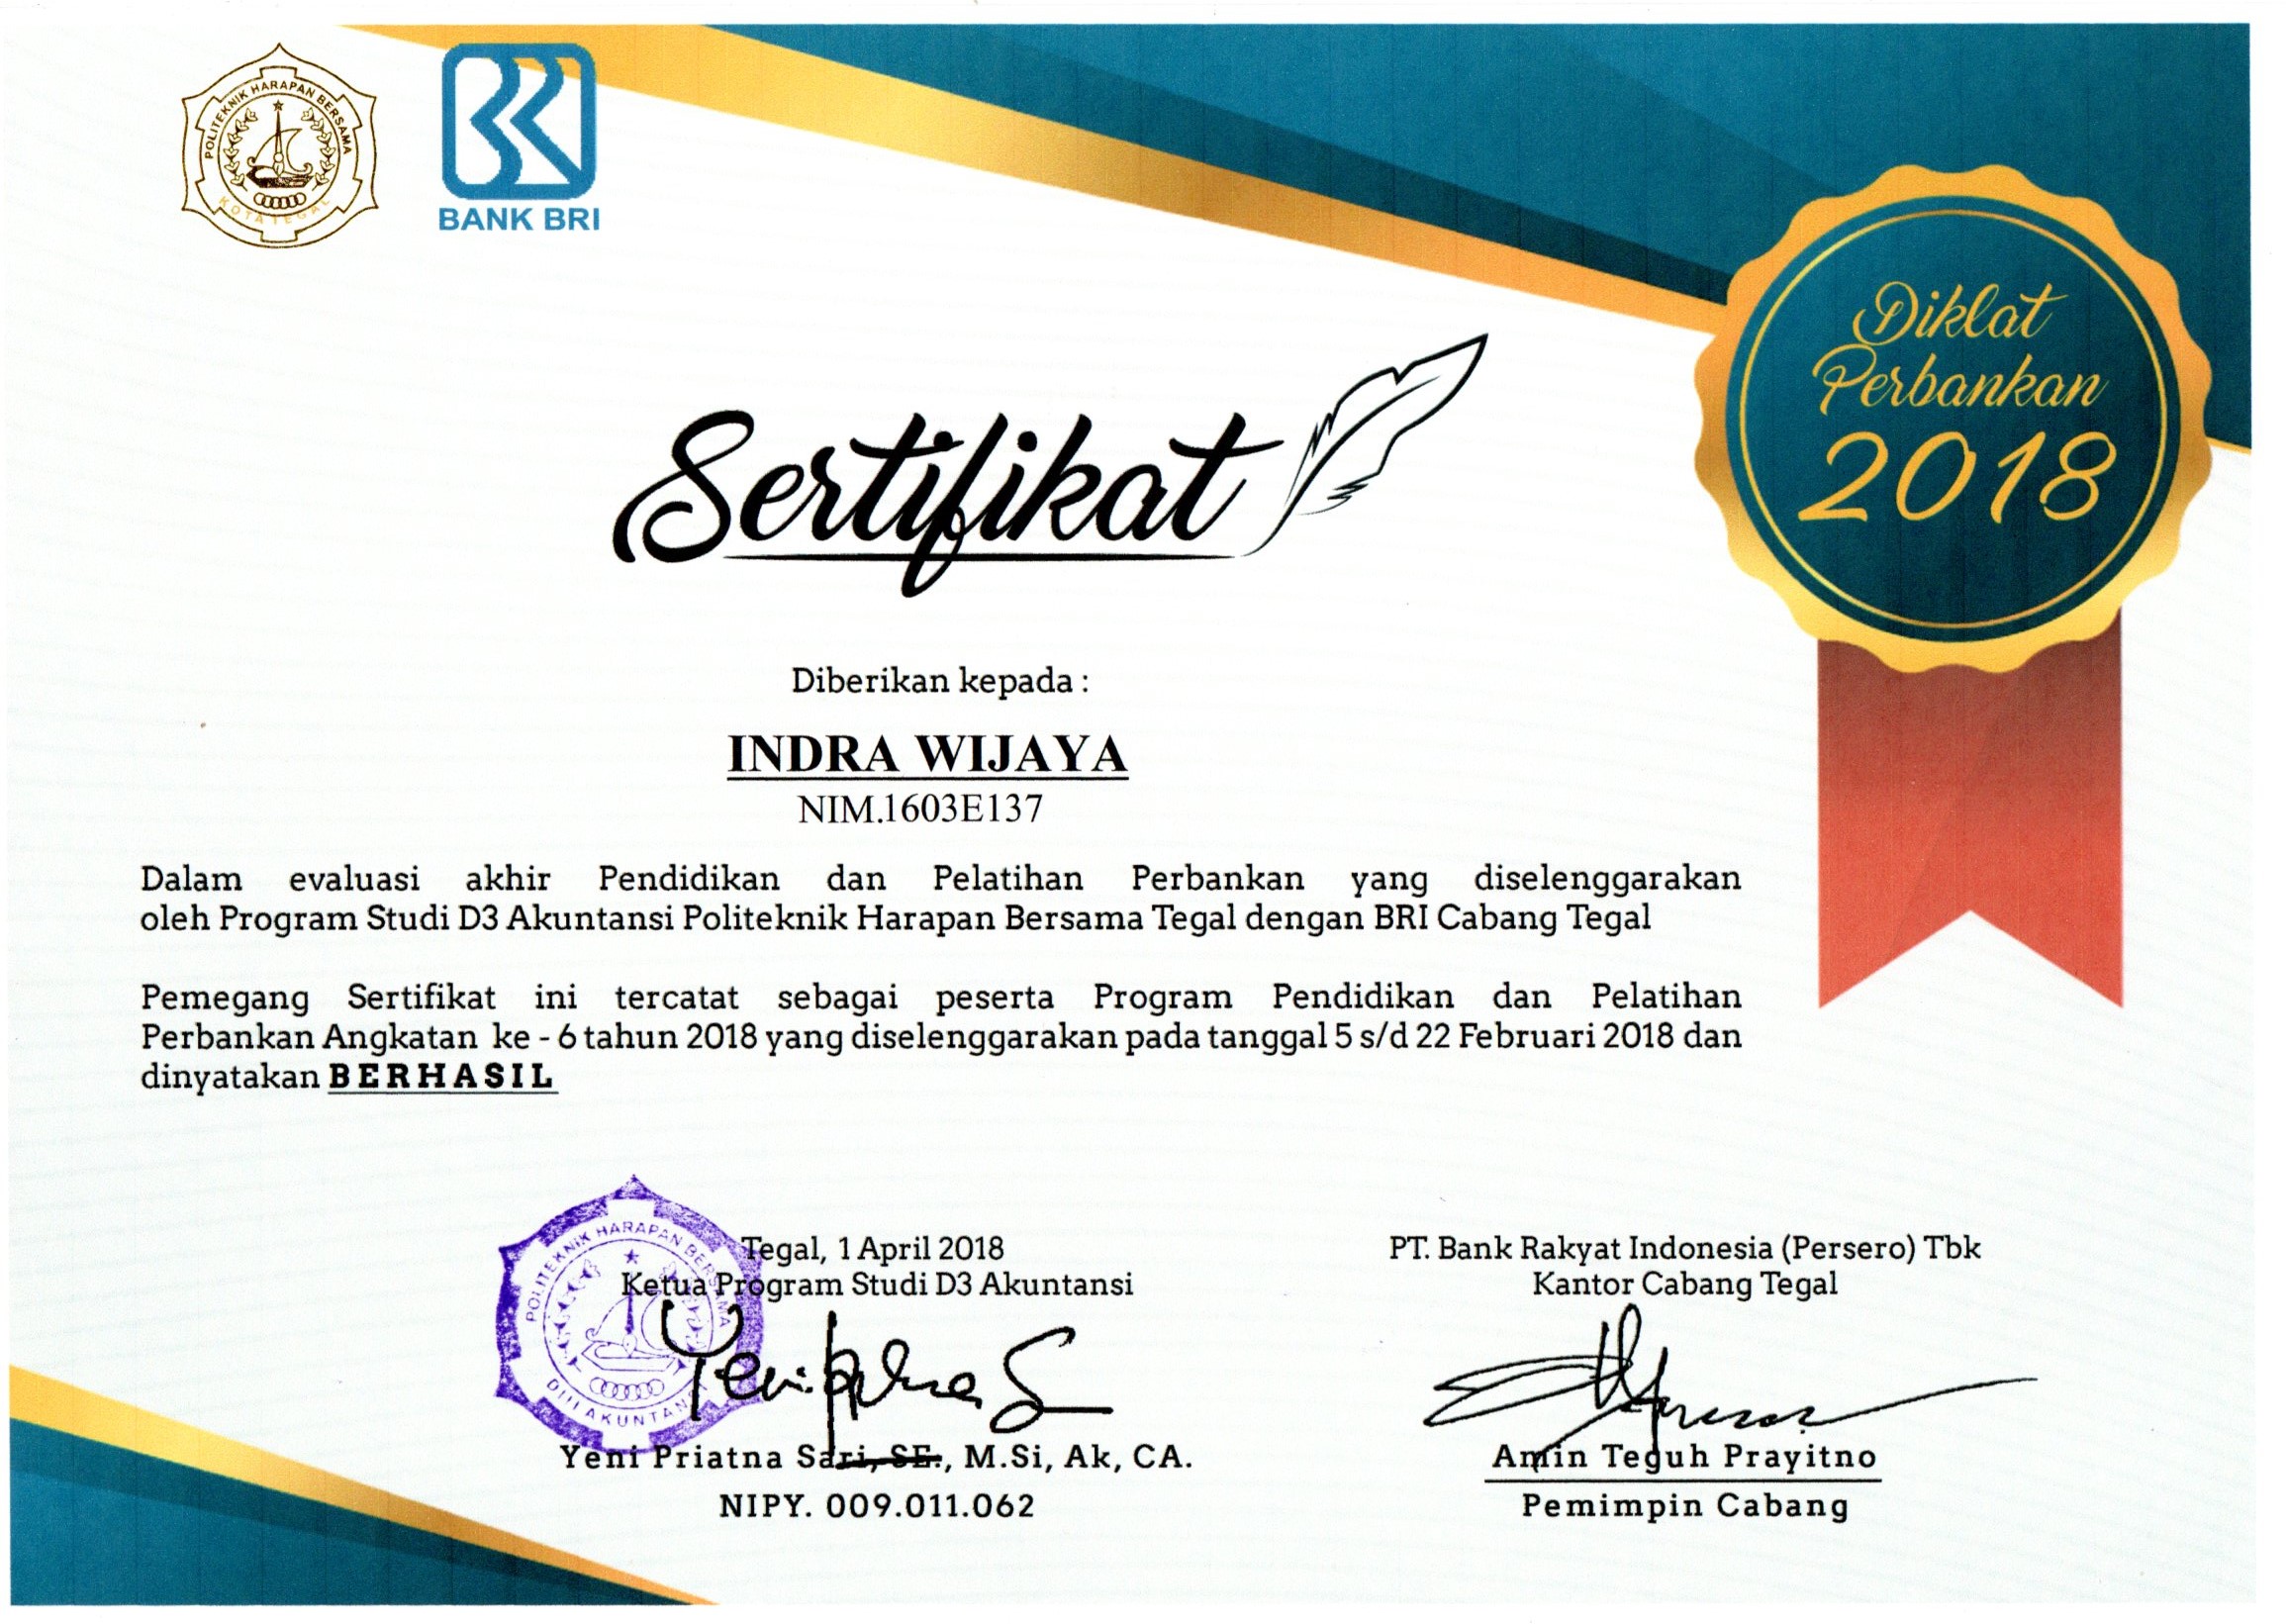 POLITEKNIK HARAPAN BERSAMA
KOTA TEGAL
BANK BRI
Diklat
Perbankan
2018
Sertifikat
Diberikan kepada :
INDRA WIJAYA
NIM.1603E137
Dalam evaluasi akhir Pendidikan dan Pelatihan Perbankan yang diselenggarakan
oleh Program Studi D3 Akuntansi Politeknik Harapan Bersama Tegal dengan BRI Cabang Tegal
Pemegang Sertifikat ini tercatat sebagai peserta Program Pendidikan dan Pelatihan
Perbankan Angkatan ke - 6 tahun 2018 yang diselenggarakan pada tanggal 5 s/d 22 Februari 2018 dan
dinyatakan BERHASIL
POLITEKNIK HARAPAN BERSAMA
DIII AKUNTANSI
Tegal, 1 April 2018
Ketua Program Studi D3 Akuntansi
Yeni Priatna Sari, SE., M.Si, Ak, CA.
NIPY. 009.011.062
PT. Bank Rakyat Indonesia (Persero) Tbk
Kantor Cabang Tegal
Amin Teguh Prayitno
Pemimpin Cabang